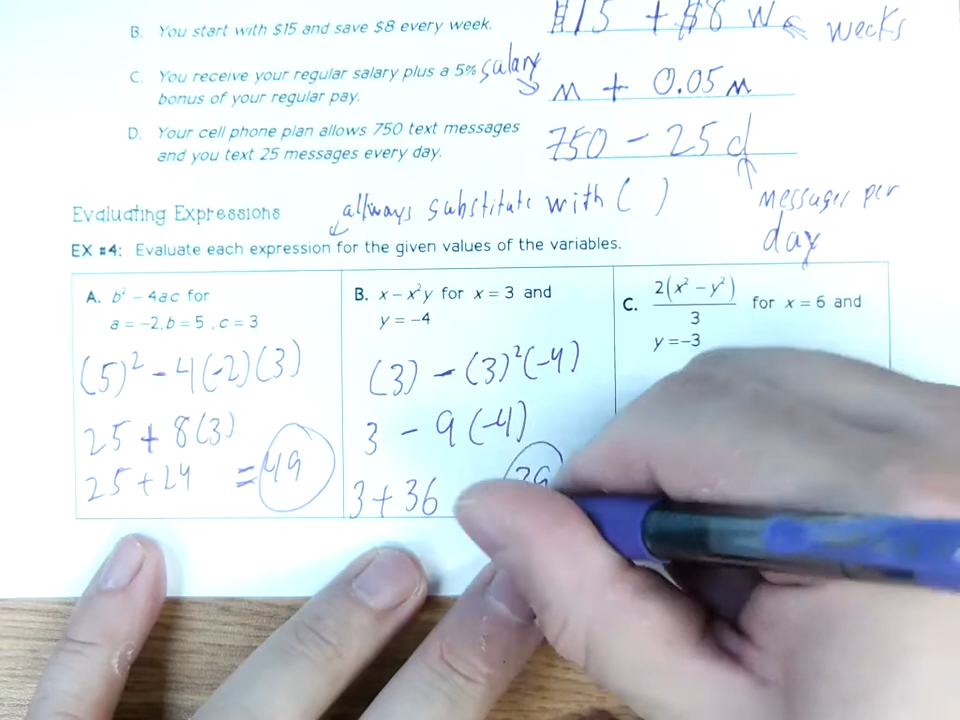 B. You start with $15 and save $8 every week.
$15 + $8 w ← weeks
C. You receive your regular salary plus a 5%
bonus of your regular pay.
salary
m + 0.05 m
D. Your cell phone plan allows 750 text messages
and you text 25 messages every day.
750 - 25 d
messages per
day
Evaluating Expressions
allways substitute with ( )
EX #4: Evaluate each expression for the given values of the variables.
A. b² - 4ac for
a = -2, b = 5, c = 3
(5)² - 4(-2)(3)
25 + 8(3)
25 + 24 = 49
B. x - x²y for x = 3 and
y = -4
(3) - (3)²(-4)
3 - 9(-4)
3 + 36
39
C. 2(x² - y²) / 3 for x = 6 and
y = -3